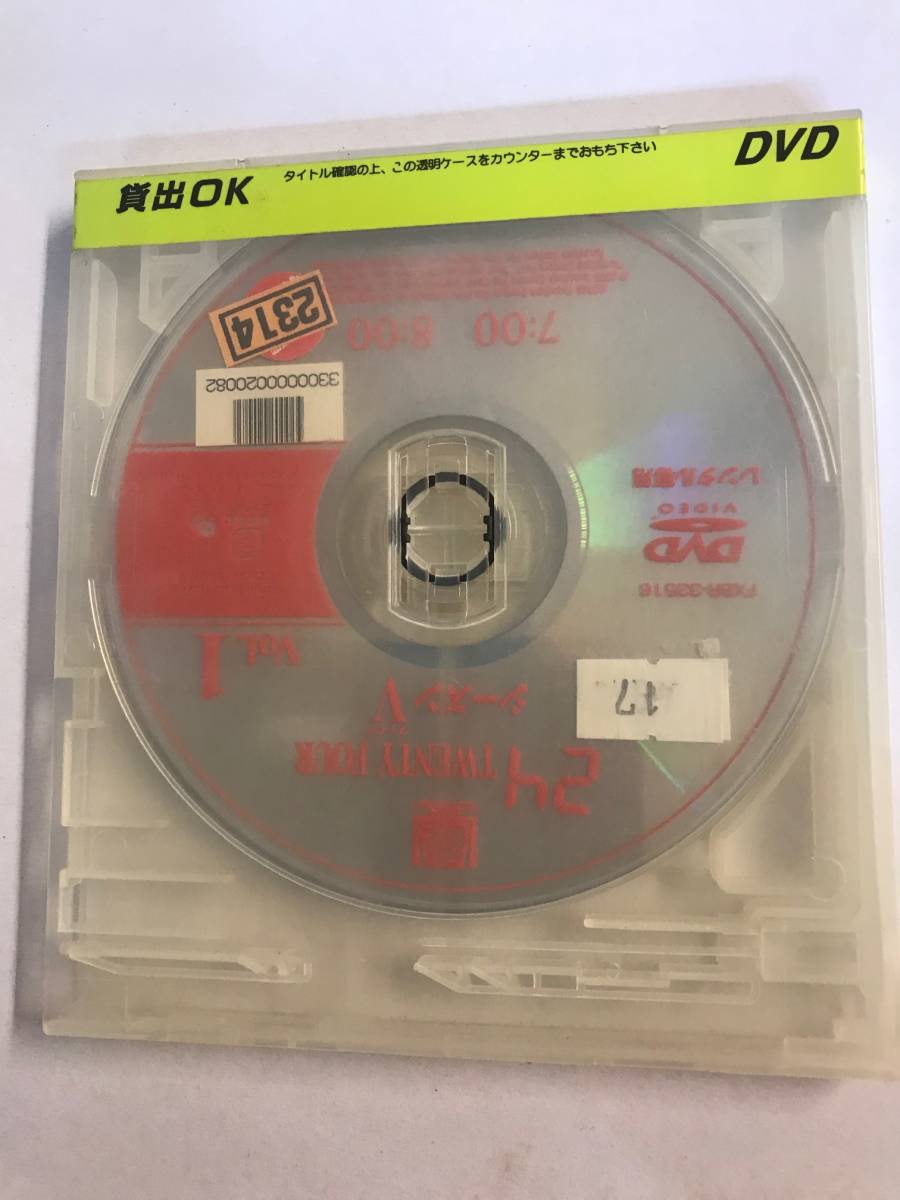 貸出OK
タイトル確認の上、この透明ケースをカウンターまでおもち下さい
DVD
24 TWENTY FOUR
シーズン V
Vol.1
17
FXBR-33516
DVD
VIDEO
レンタル専用
3300000020082
2314
7:00 8:00